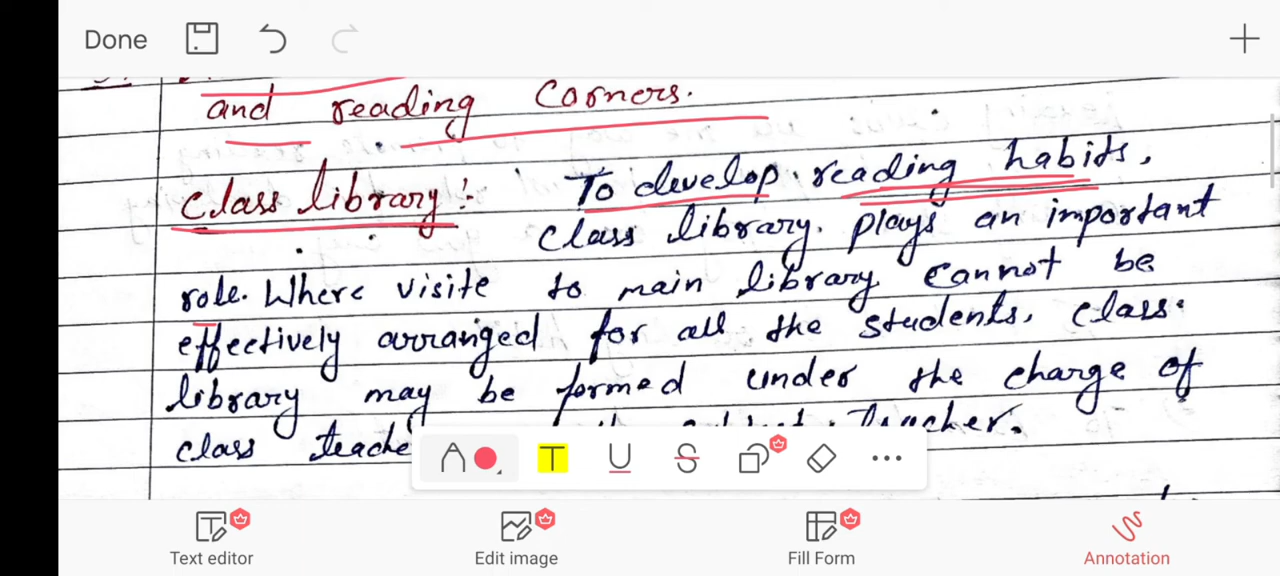 Done
and reading Corners.
Class library:
To develop reading habits,
Class library. plays an important
role. Where visite to main library cannot be
effectively arranged for all the students, class
library may be formed under the charge of
class teache teacher.
Text editor
Edit image
Fill Form
Annotation